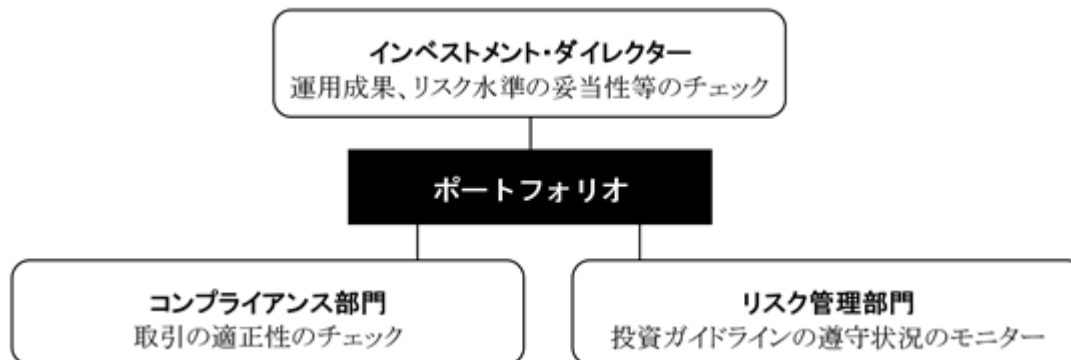 インベストメント・ダイレクター
運用成果、リスク水準の妥当性等のチェック
ポートフォリオ
コンプライアンス部門
取引の適正性のチェック
リスク管理部門
投資ガイドラインの遵守状況のモニター